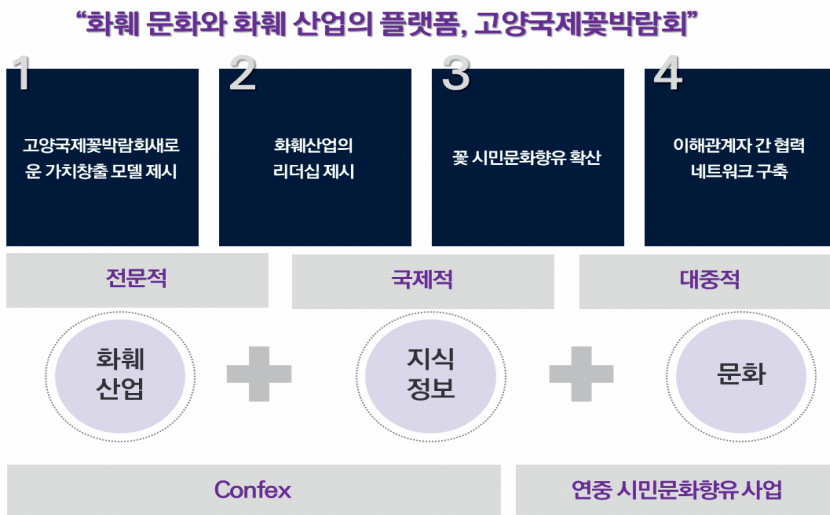 “화훼 문화와 화훼 산업의 플랫폼, 고양국제꽃박람회”
1
고양국제꽃박람회새로
운 가치창출 모델 제시
2
화훼산업의
리더십 제시
3
꽃 시민문화향유 확산
4
이해관계자 간 협력
네트워크 구축
전문적
국제적
대중적
화훼
산업
지식
정보
문화
Confex
연중 시민문화향유 사업